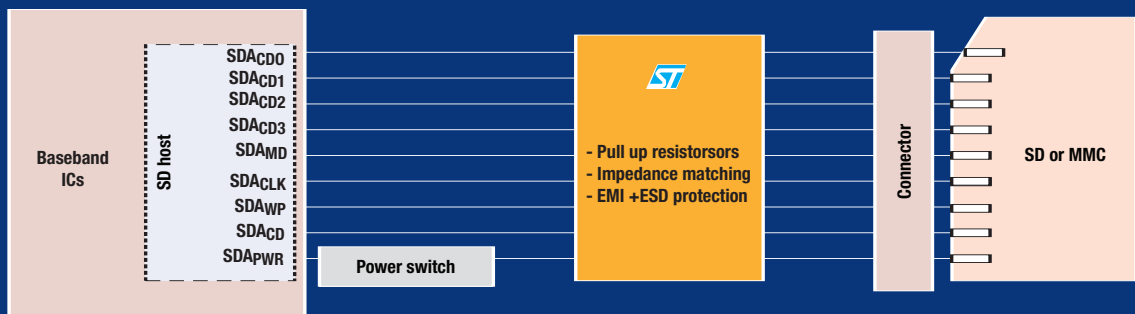 Baseband
ICs
SD host
SDACD0
SDACD1
SDACD2
SDACD3
SDAMD
SDACLK
SDAWP
SDACD
SDAPWR
Power switch
ST
- Pull up resistorsors
- Impedance matching
- EMI +ESD protection
Connector
SD or MMC